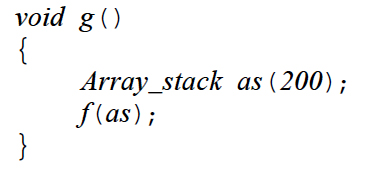 void g()
{
Array_stack as(200);
f(as);
}